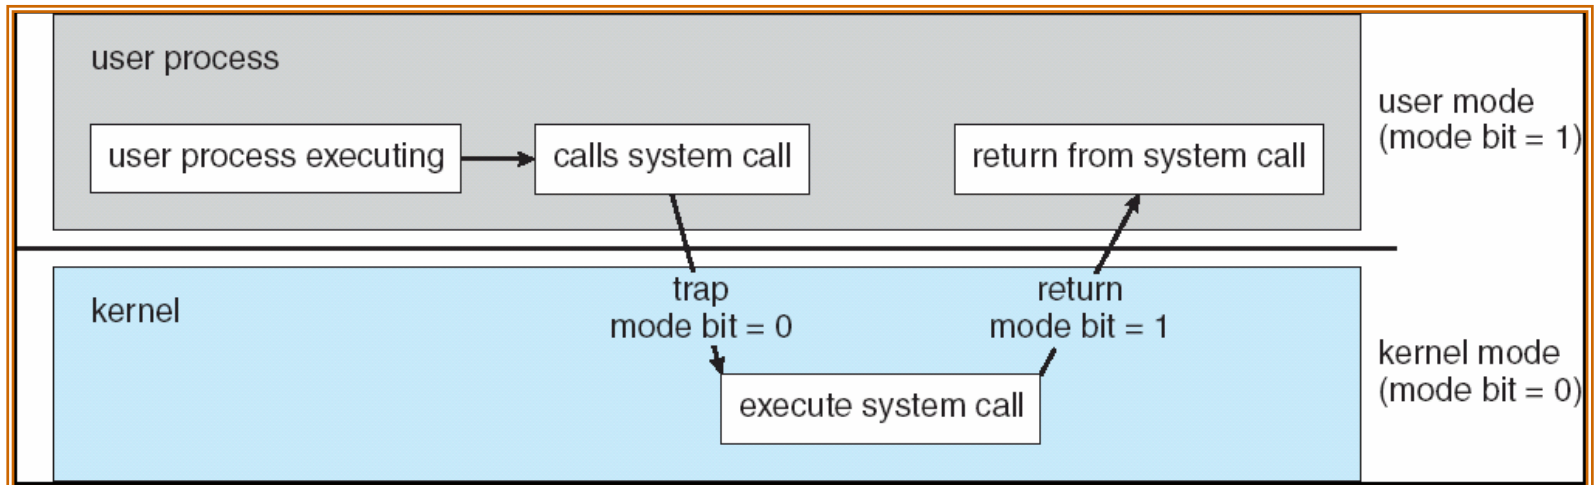 user process
user process executing
calls system call
return from system call
user mode
(mode bit = 1)
kernel
trap
mode bit = 0
return
mode bit = 1
execute system call
kernel mode
(mode bit = 0)